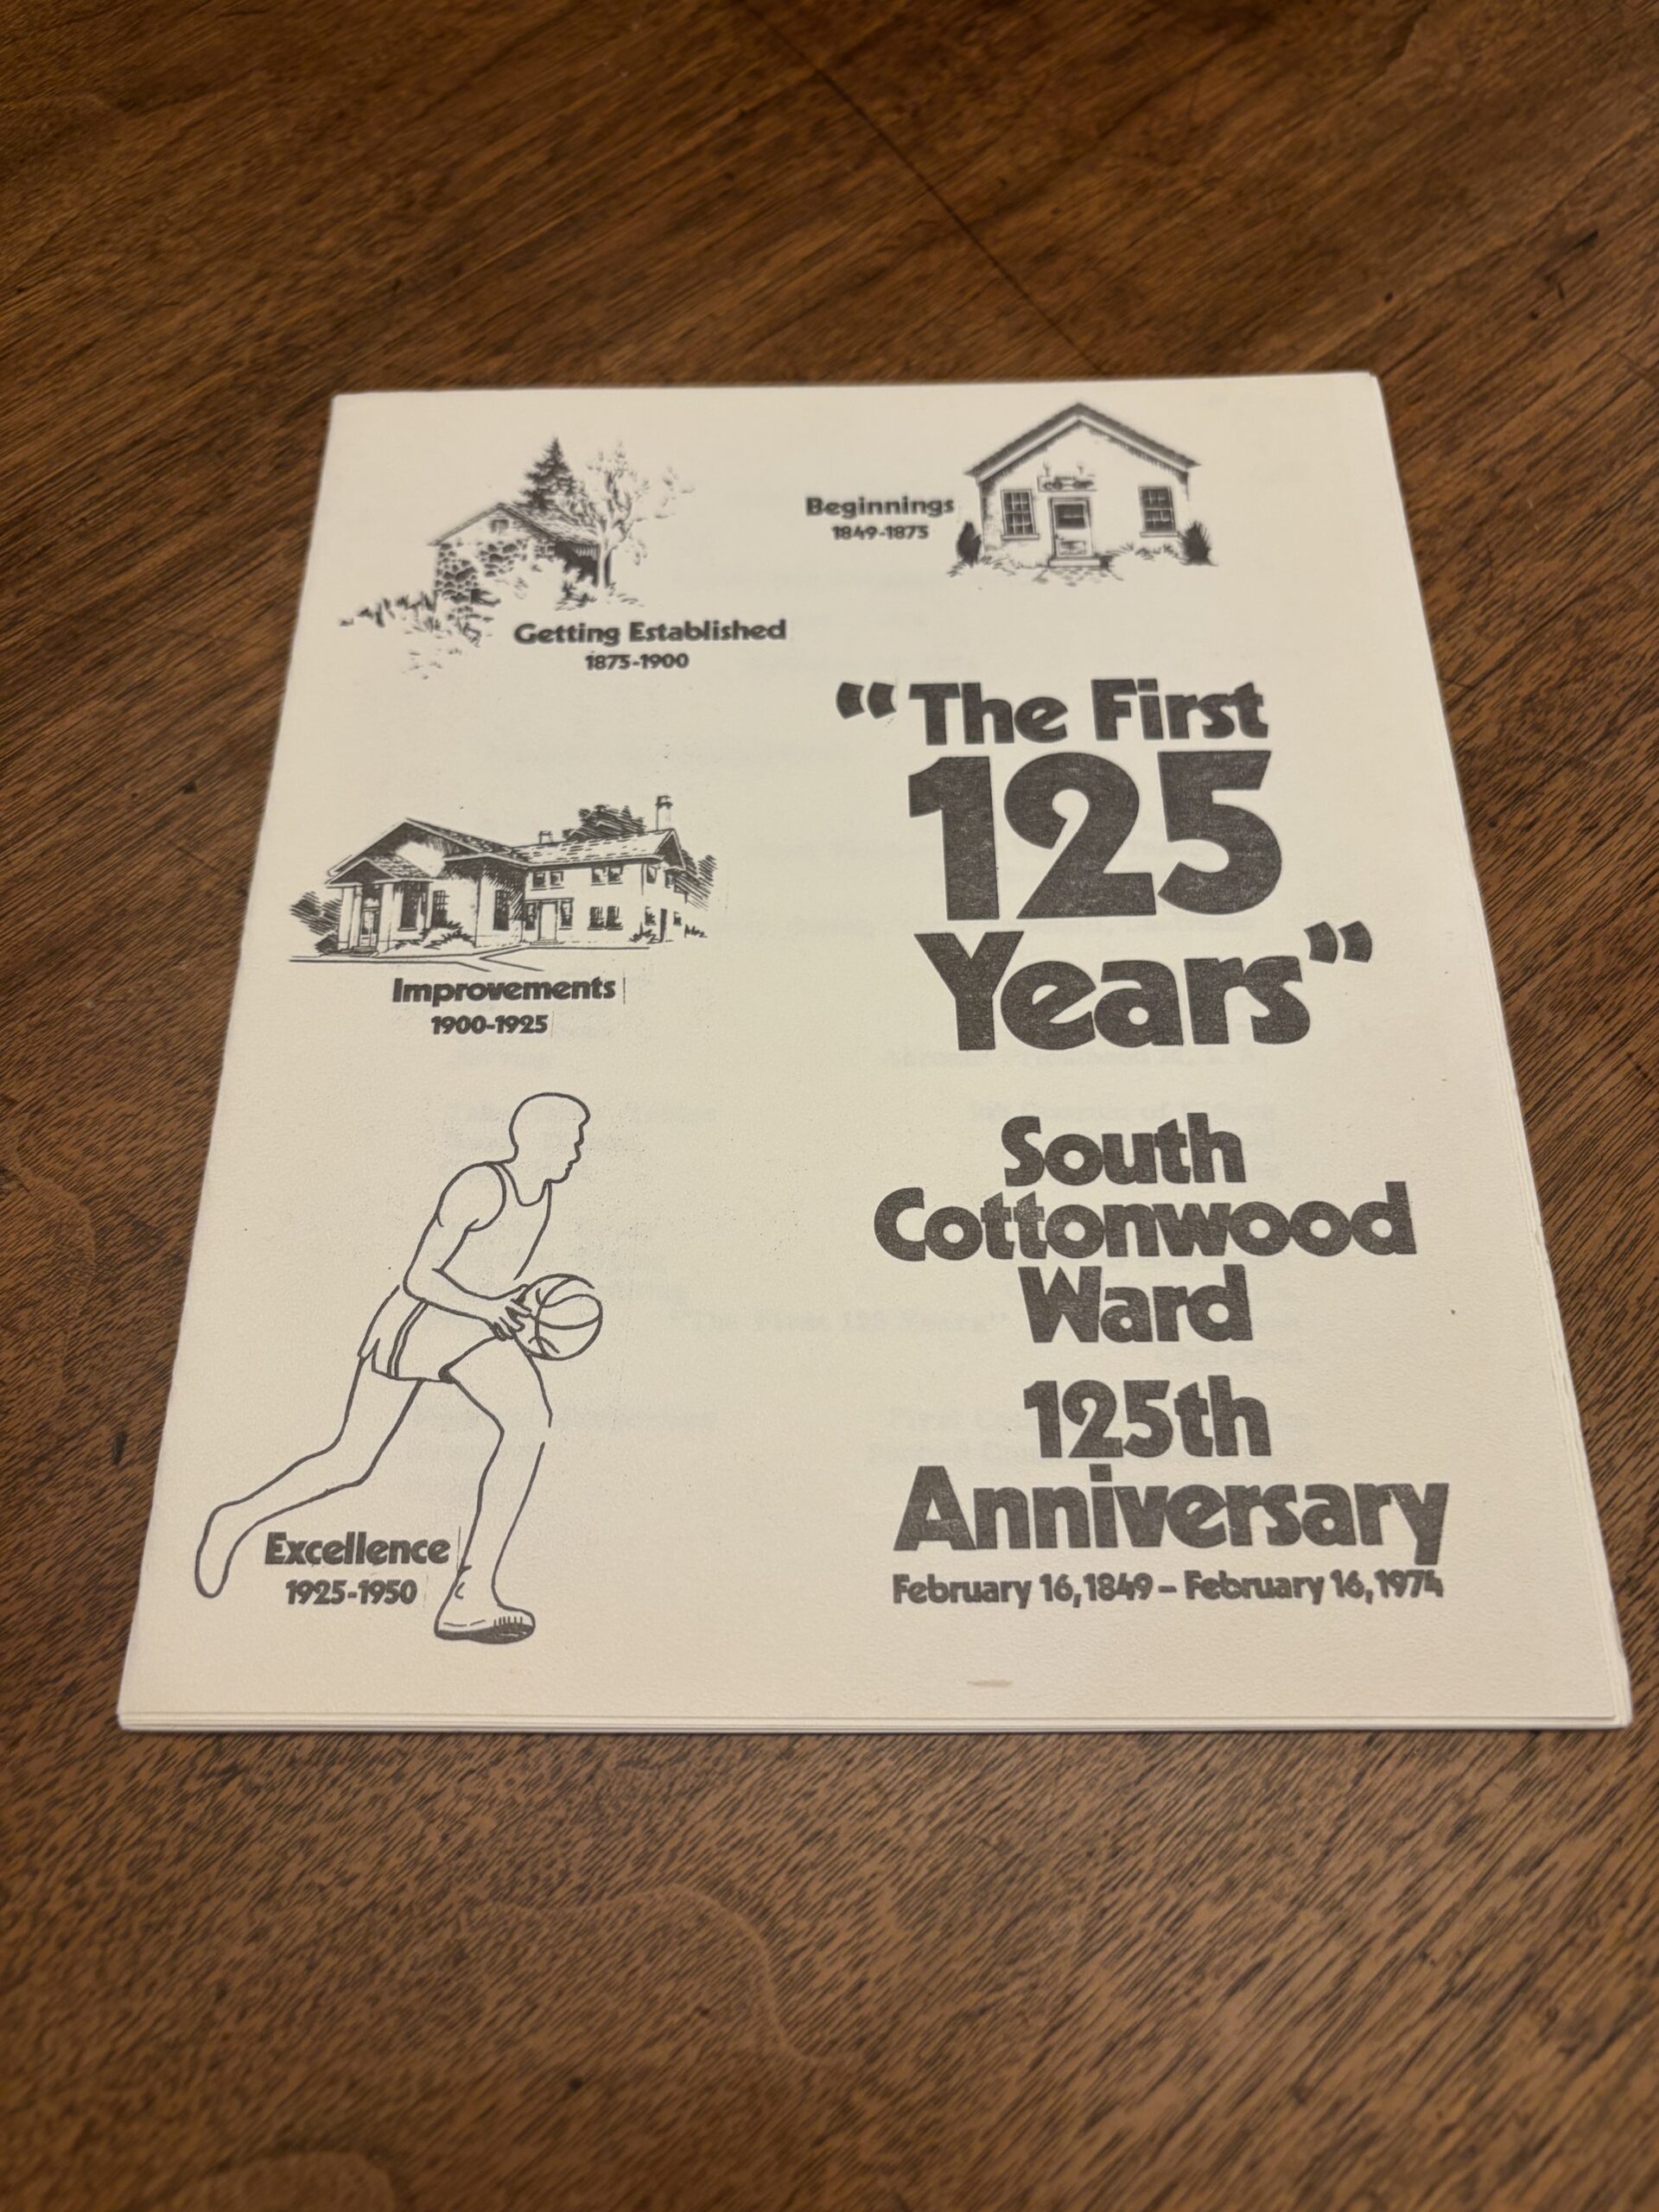 Beginnings
1849-1875
Getting Established
1875-1900
Improvements
1900-1925
Excellence
1925-1950
“The First
125
Years”
South
Cottonwood
Ward
125th
Anniversary
February 16, 1849 – February 16, 1974